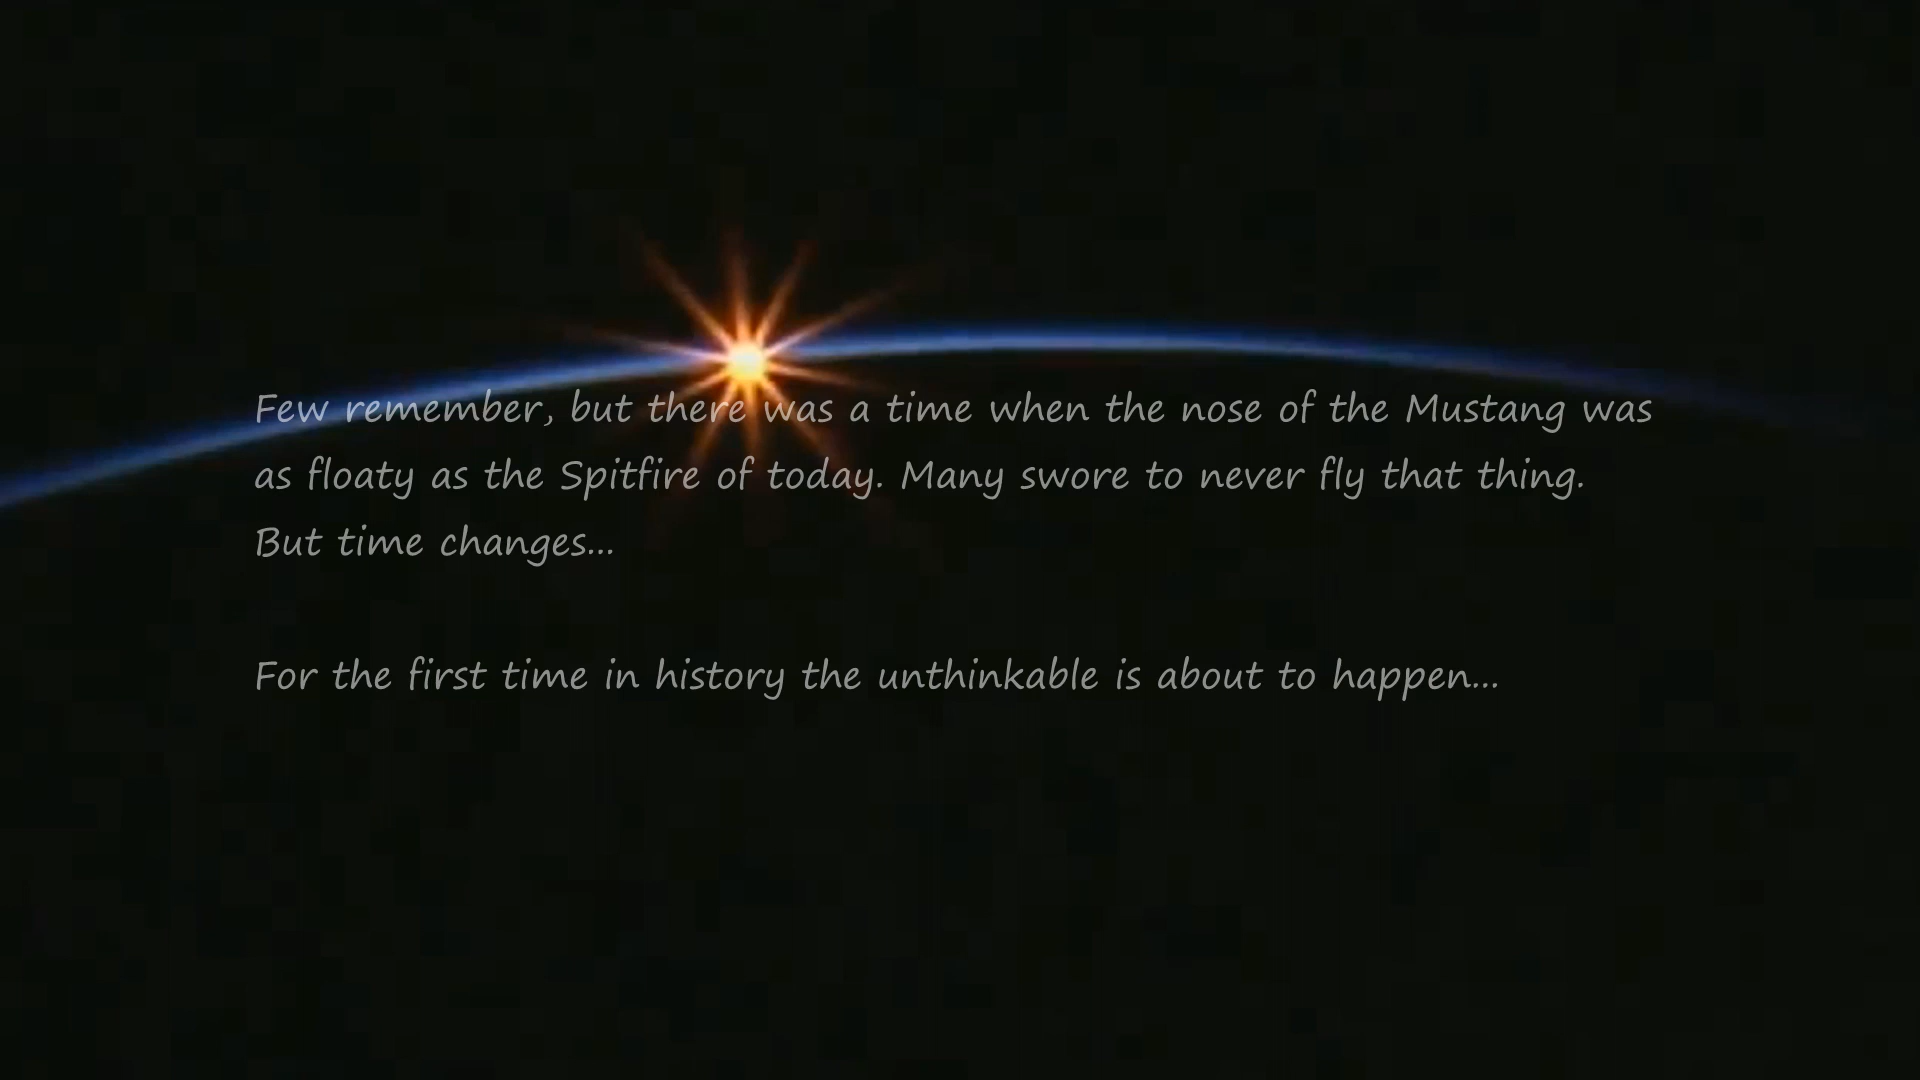 Few remember, but there was a time when the nose of the Mustang was
as floaty as the Spitfire of today. Many swore to never fly that thing.
But time changes...
For the first time in history the unthinkable is about to happen...